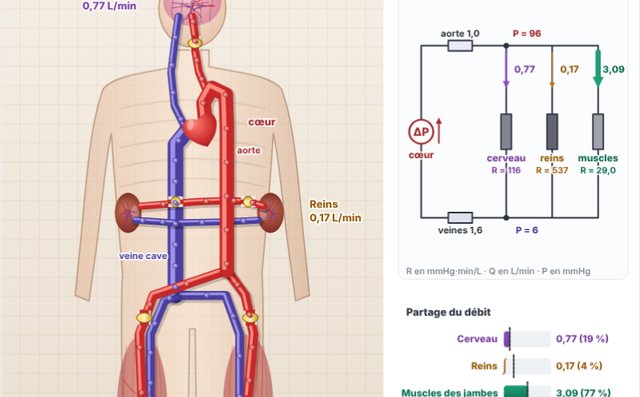 0,77 L/min
cœur
aorte
Reins
0,17 L/min
veine cave
aorte 1,0
P = 96
0,77
0,17
3,09
ΔP
cœur
cerveau
R = 116
reins
R = 537
muscles
R = 29,0
veines 1,6
P = 6
R en mmHg·min/L · Q en L/min · P en mmHg
Partage du débit
Cerveau
0,77 (19 %)
Reins
0,17 (4 %)
Muscles des jambes
3,09 (77 %)